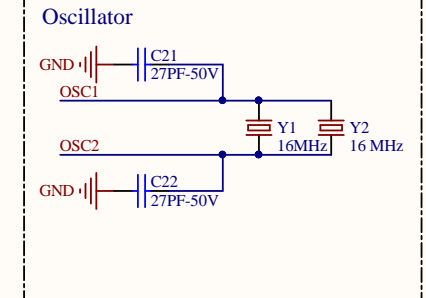 Oscillator
GND
C21
27PF-50V
OSC1
Y1
16MHz
Y2
16 MHz
OSC2
GND
C22
27PF-50V